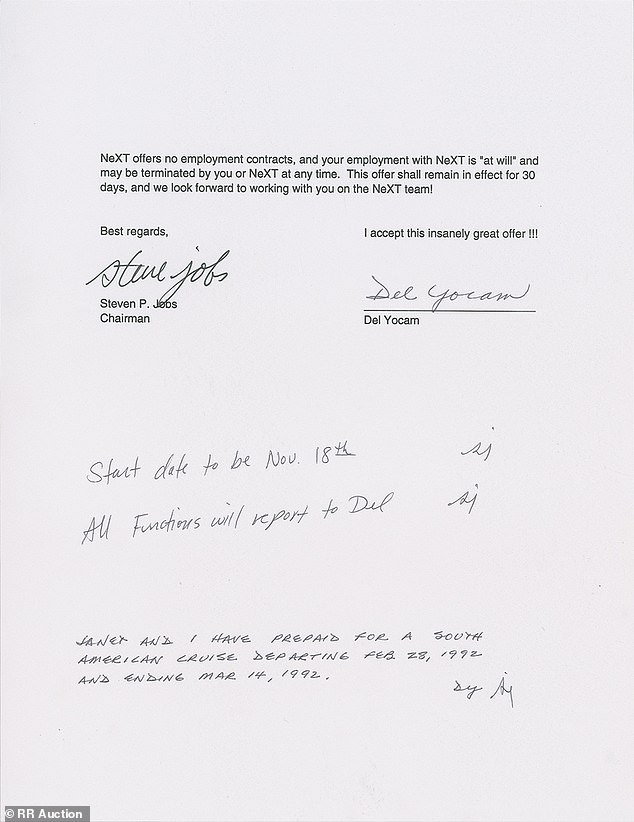 NeXT offers no employment contracts, and your employment with NeXT is "at will" and
may be terminated by you or NeXT at any time. This offer shall remain in effect for 30
days, and we look forward to working with you on the NeXT team!
Best regards,
I accept this insanely great offer !!!
steve jobs
Del Yocam
Steven P. Jobs
Chairman
Del Yocam
Start date to be Nov. 18th sj
All Functions will report to Del sj
JANET AND I HAVE PREPAID FOR A SOUTH
AMERICAN CRUISE DEPARTING FEB 28, 1992
AND ENDING MAR 14, 1992.
DY sj
© RR Auction